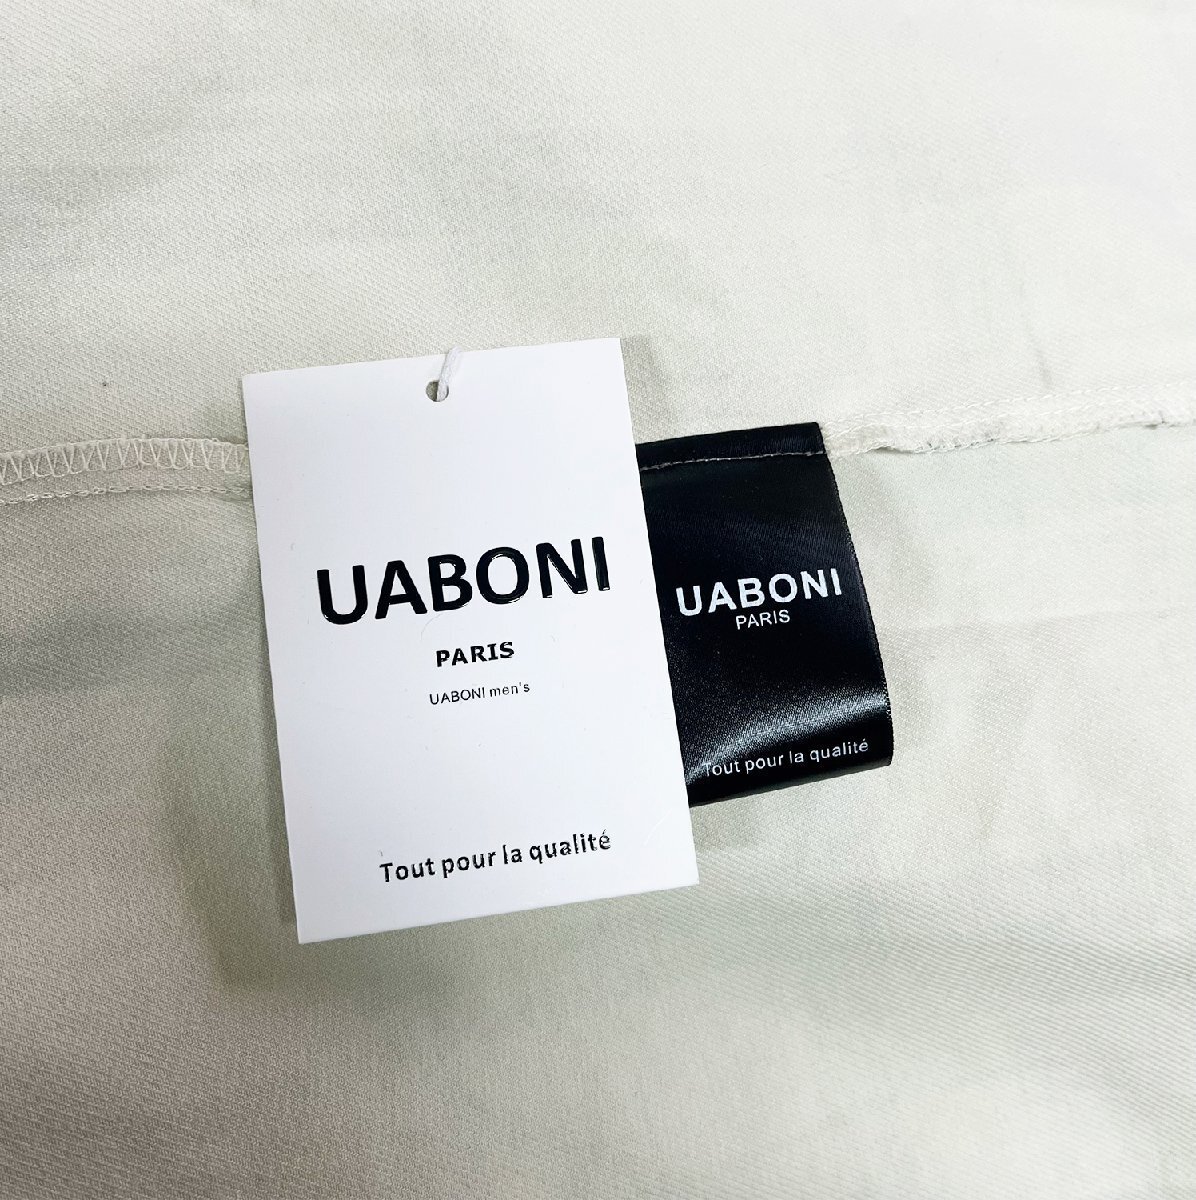 UABONI
PARIS
UABONI men's
Tout pour la qualité
UABONI
PARIS
Tout pour la qualité